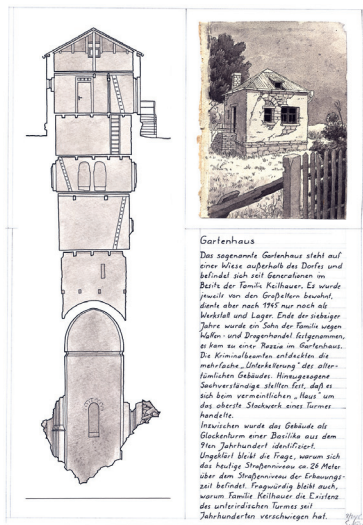 Gartenhaus
Das sogenannte Gartenhaus steht auf
einer Wiese außerhalb des Dorfes und
befindet sich seit Generationen im
Besitz der Familie Keilhauer. Es wurde
jeweils von den Großeltern bewohnt,
diente aber nach 1945 nur noch als
Werkstatt und Lager. Ende der siebziger
Jahre wurde ein Sohn der Familie wegen
Waffen- und Drogenhandel festgenommen,
es kam zu einer Razzia im Gartenhaus.
Die Kriminalbeamten entdeckten die
mehrfache „Unterkellerung" des alter-
tümlichen Gebäudes. Hinzugezogene
Sachverständige stellten fest, daß es
sich beim vermeintlichen „Haus" um
das oberste Stockwerk eines Turmes
handelte.
Inzwischen wurde das Gebäude als
Glockenturm einer Basilika aus dem
9ten Jahrhundert identifiziert.
Ungeklärt bleibt die Frage, warum sich
das heutige Straßenniveau ca. 26 Meter
über dem Straßenniveau der Erbauungs-
zeit befindet. Fragwürdig bleibt auch,
warum Familie Keilhauer die Existenz
des unterirdischen Turmes seit
Jahrhunderten verschwiegen hat.